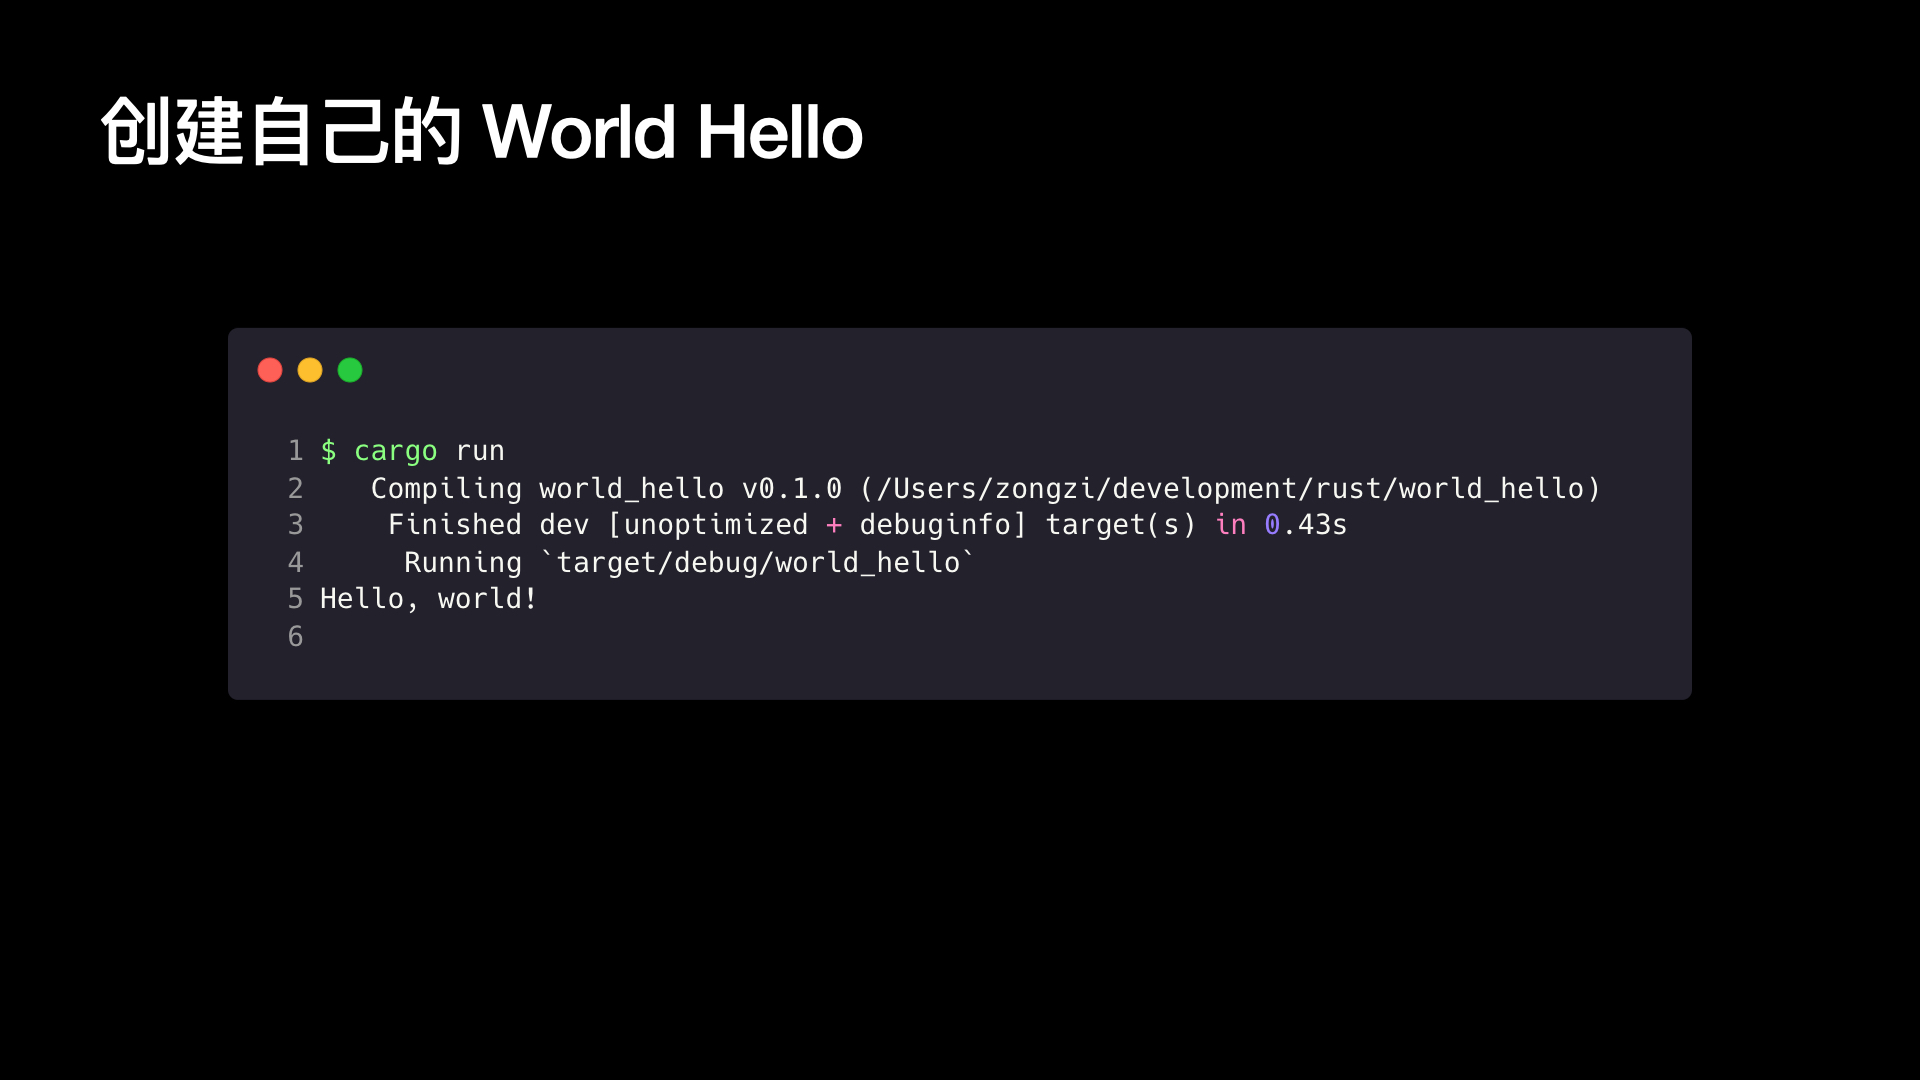 创建自己的 World Hello
1 $ cargo run
2    Compiling world_hello v0.1.0 (/Users/zongzi/development/rust/world_hello)
3     Finished dev [unoptimized + debuginfo] target(s) in 0.43s
4      Running `target/debug/world_hello`
5 Hello, world!
6